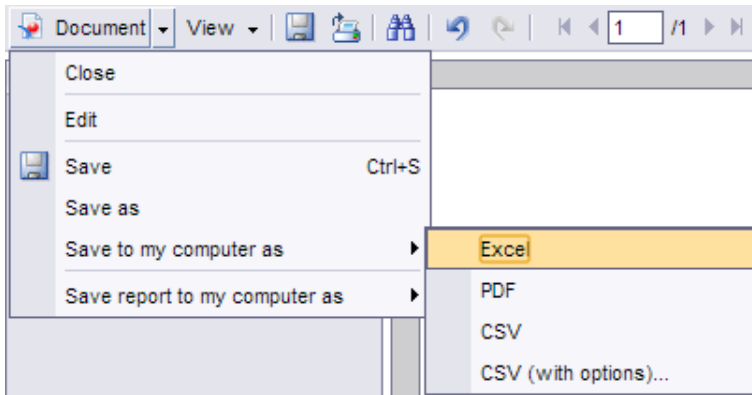 Document View 1 /1
Close
Edit
Save Ctrl+S
Save as
Save to my computer as
Save report to my computer as
Excel
PDF
CSV
CSV (with options)...